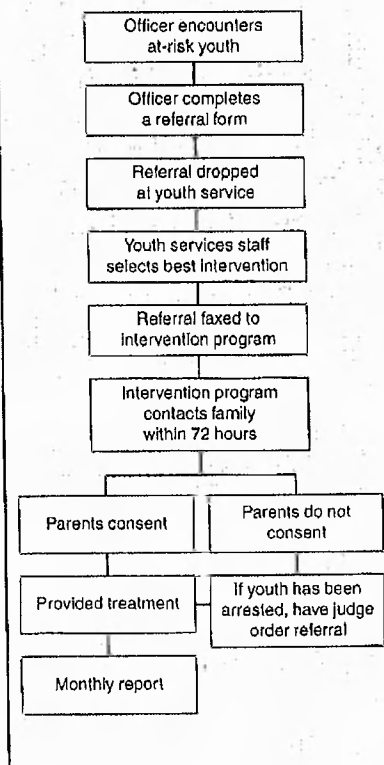 Officer encounters
at-risk youth
Officer completes
a referral form
Referral dropped
at youth service
Youth services staff
selects best intervention
Referral faxed to
intervention program
Intervention program
contacts family
within 72 hours
Parents consent
Parents do not
consent
Provided treatment
If youth has been
arrested, have judge
order referral
Monthly report